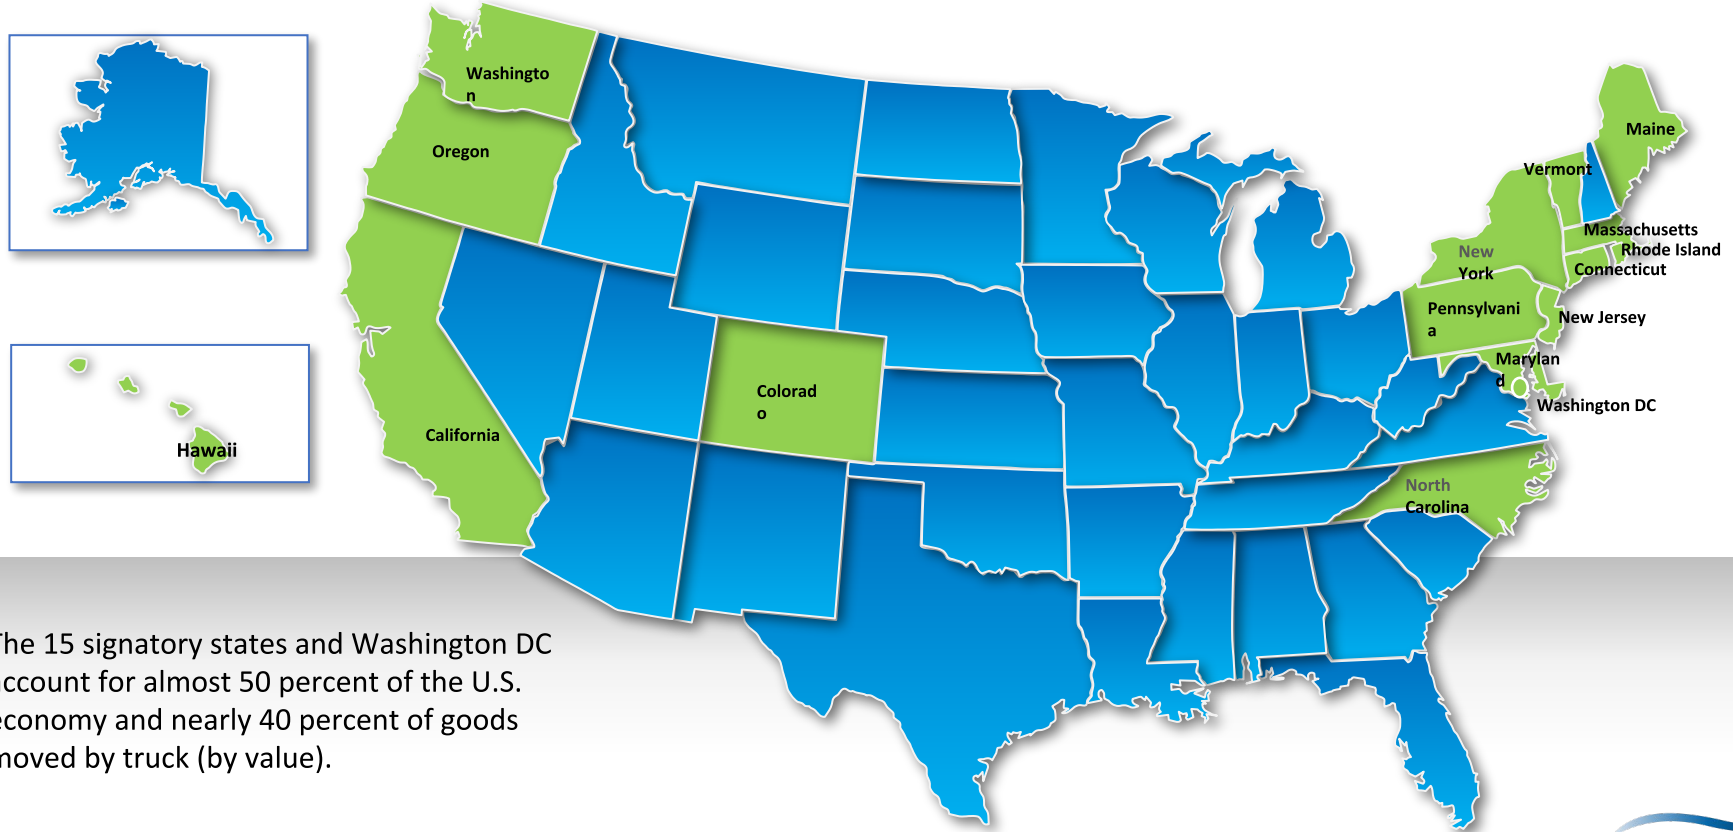 Washingto
n
Oregon
Maine
Vermont
Massachusetts
Rhode Island
New
York
Connecticut
Pennsylvani
a
New Jersey
Marylan
d
Colorad
o
Washington DC
California
Hawaii
North
Carolina
he 15 signatory states and Washington DC
account for almost 50 percent of the U.S.
economy and nearly 40 percent of goods
moved by truck (by value).